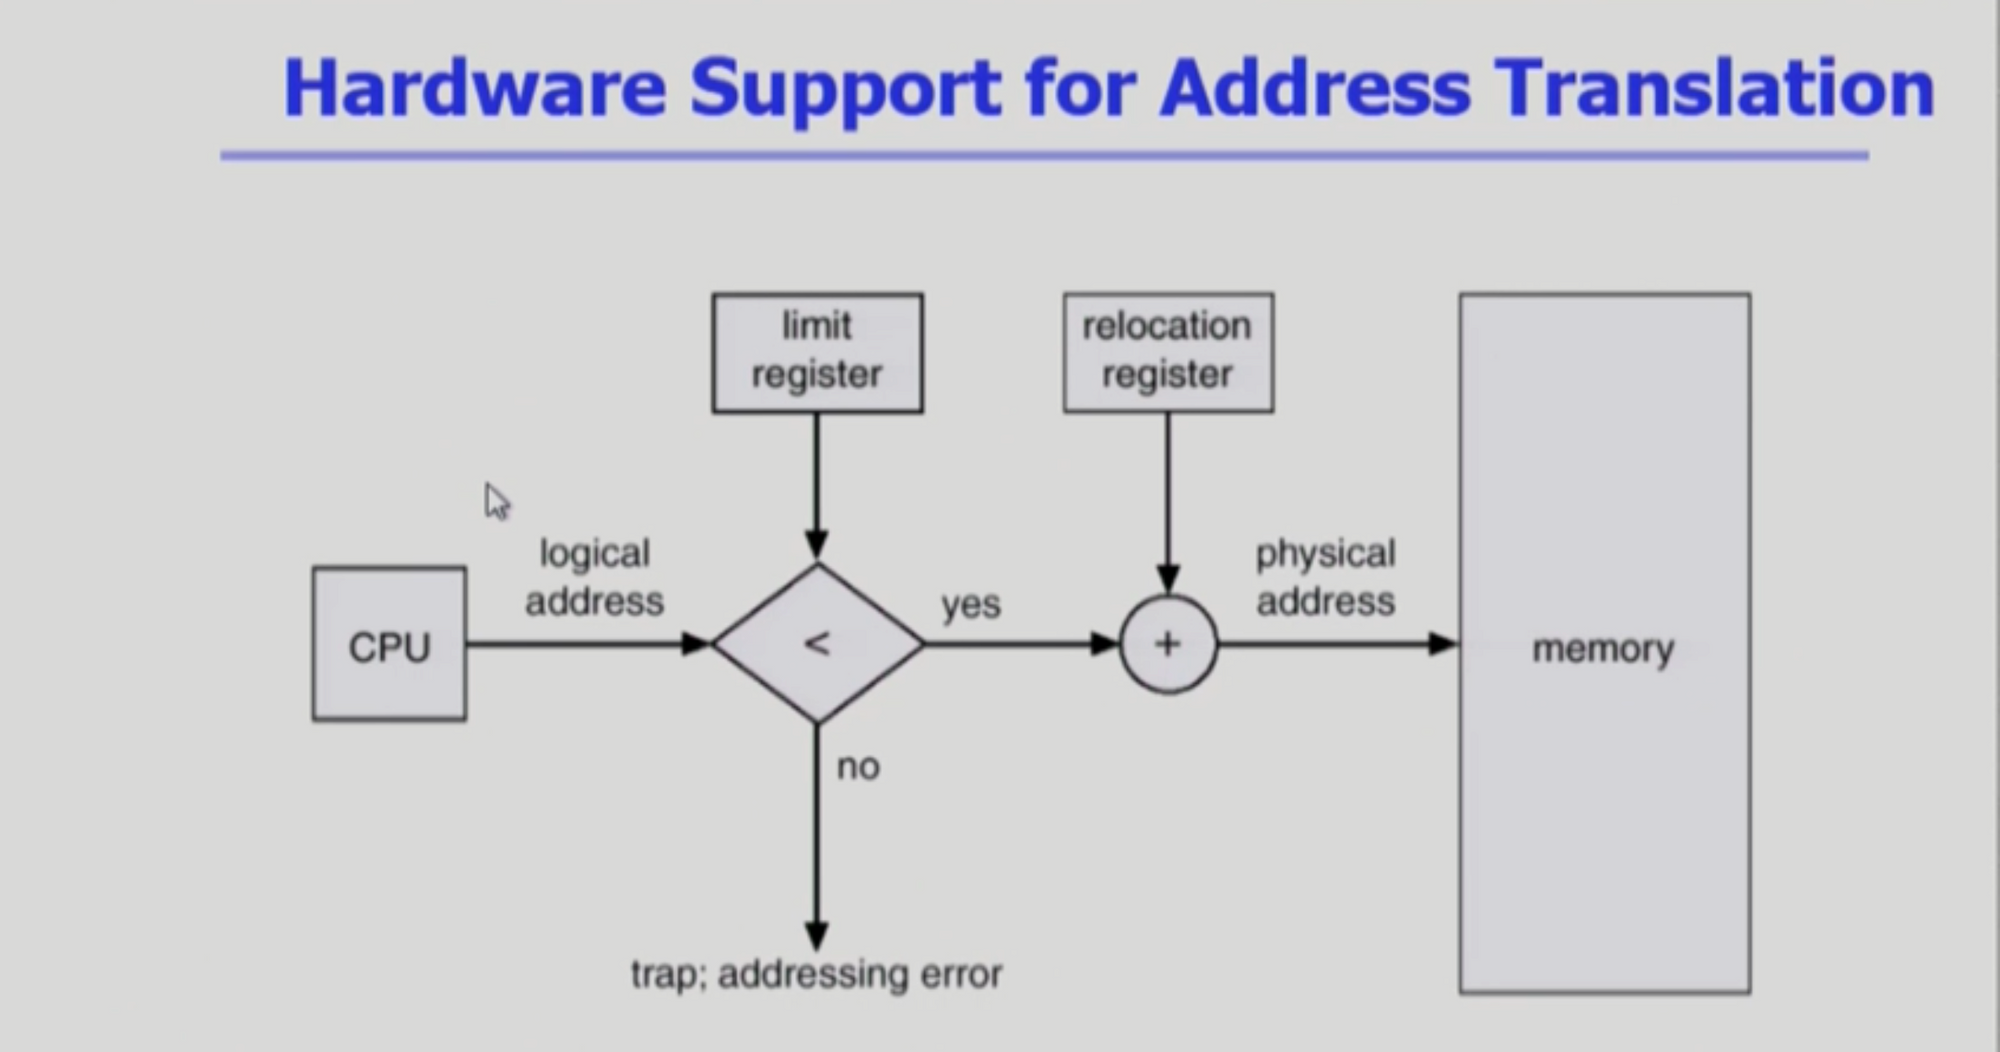 Hardware Support for Address Translation
limit
register
relocation
register
logical
address
physical
address
CPU
<
yes
+
memory
no
trap; addressing error